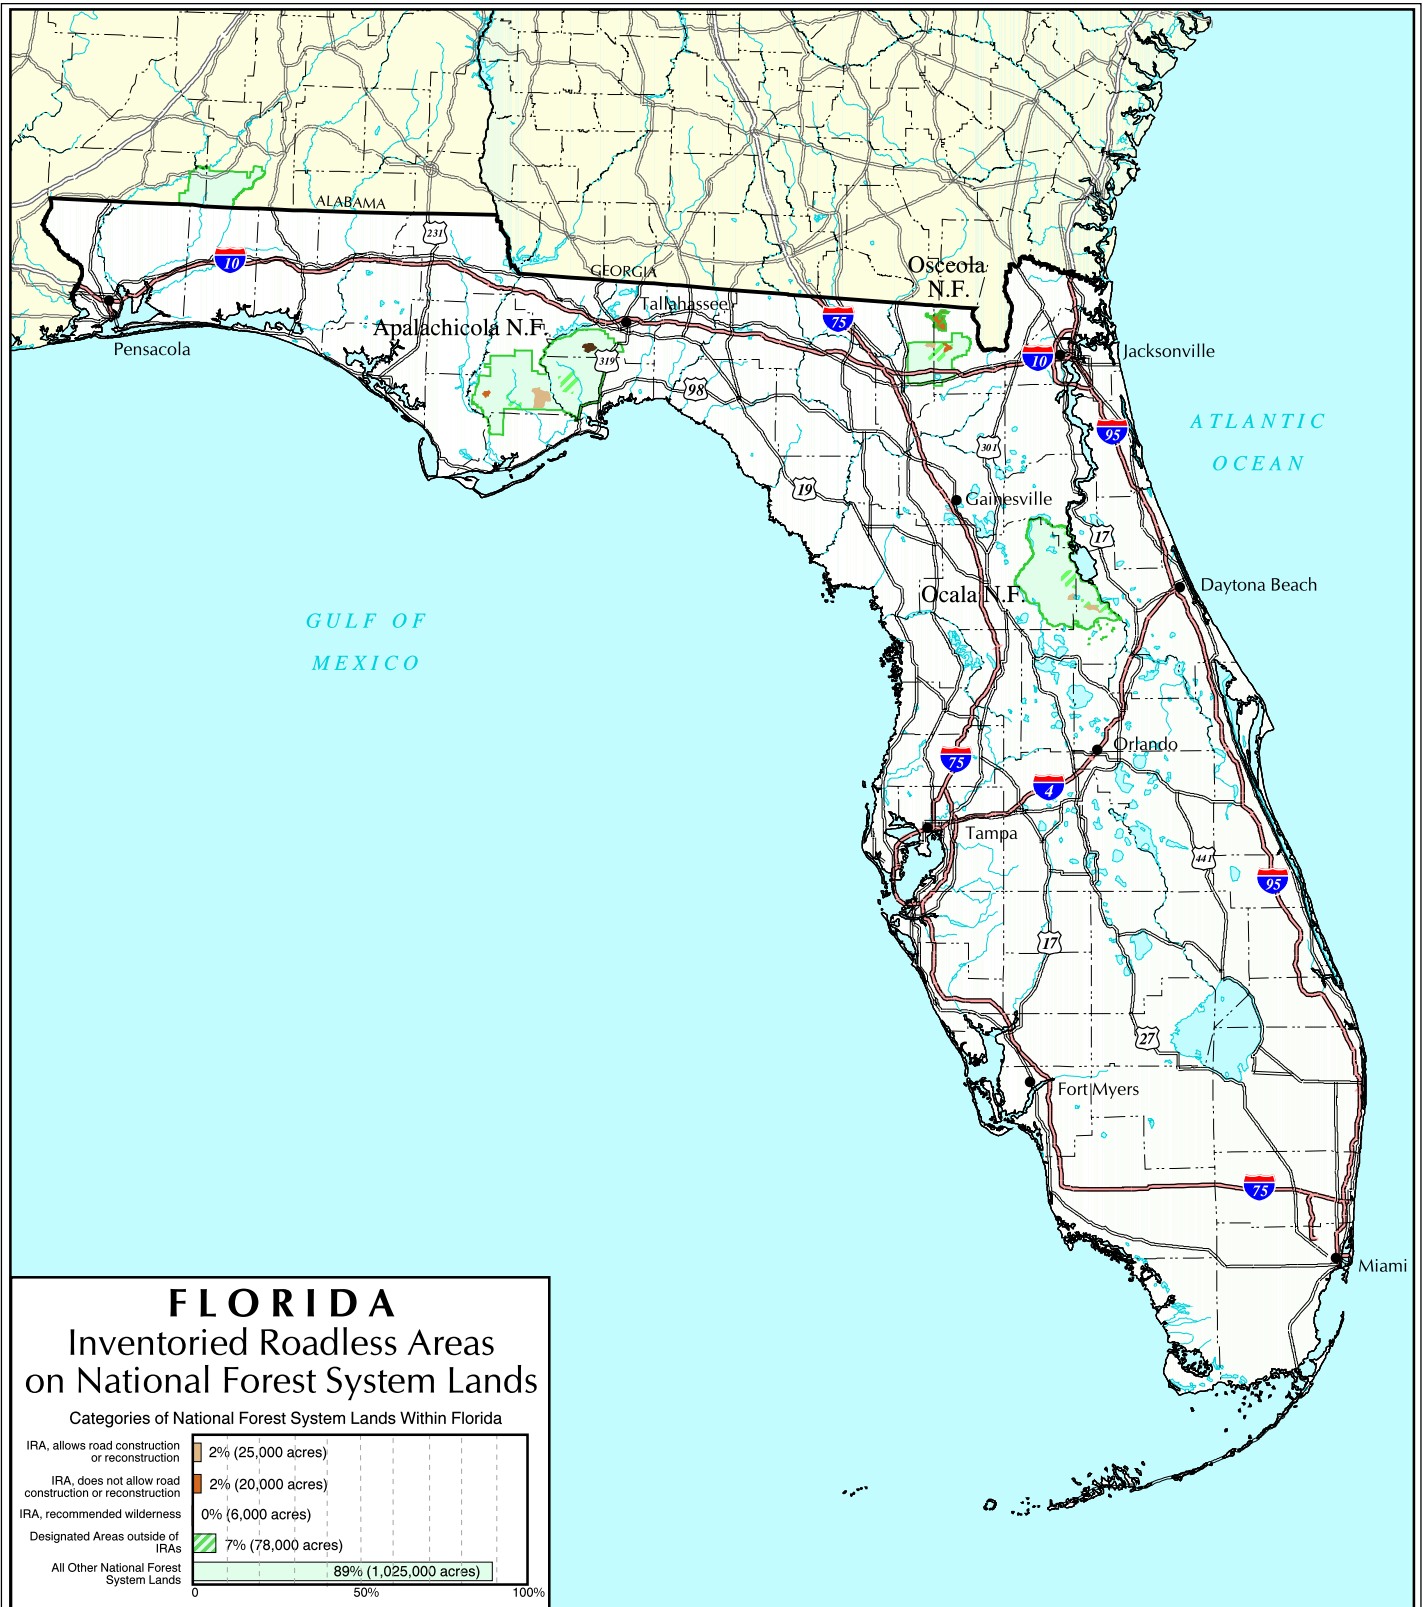 ALABAMA
231
10
GEORGIA
Osceola
N.F.
Tallahassee
Apalachicola N.F.
75
Pensacola
319
10
Jacksonville
98
ATLANTIC
OCEAN
95
301
19
Gainesville
17
Daytona Beach
Ocala N.F.
GULF OF
MEXICO
Orlando
75
4
Tampa
441
95
17
27
Fort Myers
75
Miami
FLORIDA
Inventoried Roadless Areas
on National Forest System Lands
Categories of National Forest System Lands Within Florida
IRA, allows road construction
or reconstruction
2% (25,000 acres)
IRA, does not allow road
construction or reconstruction
2% (20,000 acres)
IRA, recommended wilderness
0% (6,000 acres)
Designated Areas outside of
IRAs
7% (78,000 acres)
All Other National Forest
System Lands
89% (1,025,000 acres)
0
50%
100%